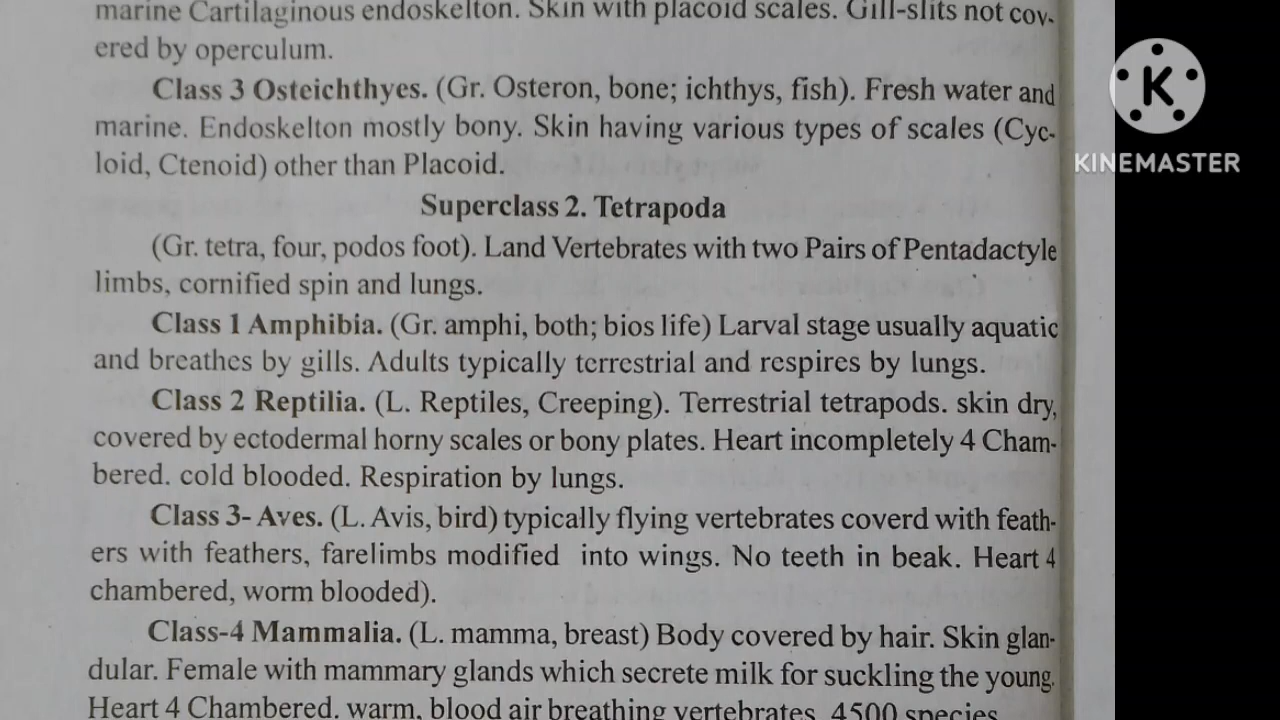 marine Cartilaginous endoskelton. Skin with placoid scales. Gill-slits not cov-
ered by operculum.
Class 3 Osteichthyes. (Gr. Osteron, bone; ichthys, fish). Fresh water and
marine. Endoskelton mostly bony. Skin having various types of scales (Cyc-
loid, Ctenoid) other than Placoid.
Superclass 2. Tetrapoda
(Gr. tetra, four, podos foot). Land Vertebrates with two Pairs of Pentadactyle
limbs, cornified spin and lungs.
Class 1 Amphibia. (Gr. amphi, both; bios life) Larval stage usually aquatic
and breathes by gills. Adults typically terrestrial and respires by lungs.
Class 2 Reptilia. (L. Reptiles, Creeping). Terrestrial tetrapods. skin dry,
covered by ectodermal horny scales or bony plates. Heart incompletely 4 Cham-
bered. cold blooded. Respiration by lungs.
Class 3- Aves. (L. Avis, bird) typically flying vertebrates coverd with feath-
ers with feathers, farelimbs modified into wings. No teeth in beak. Heart 4
chambered, worm blooded).
Class-4 Mammalia. (L. mamma, breast) Body covered by hair. Skin glan-
dular. Female with mammary glands which secrete milk for suckling the young.
Heart 4 Chambered. warm, blood air breathing vertebrates. 4500 species
K
KINEMASTER